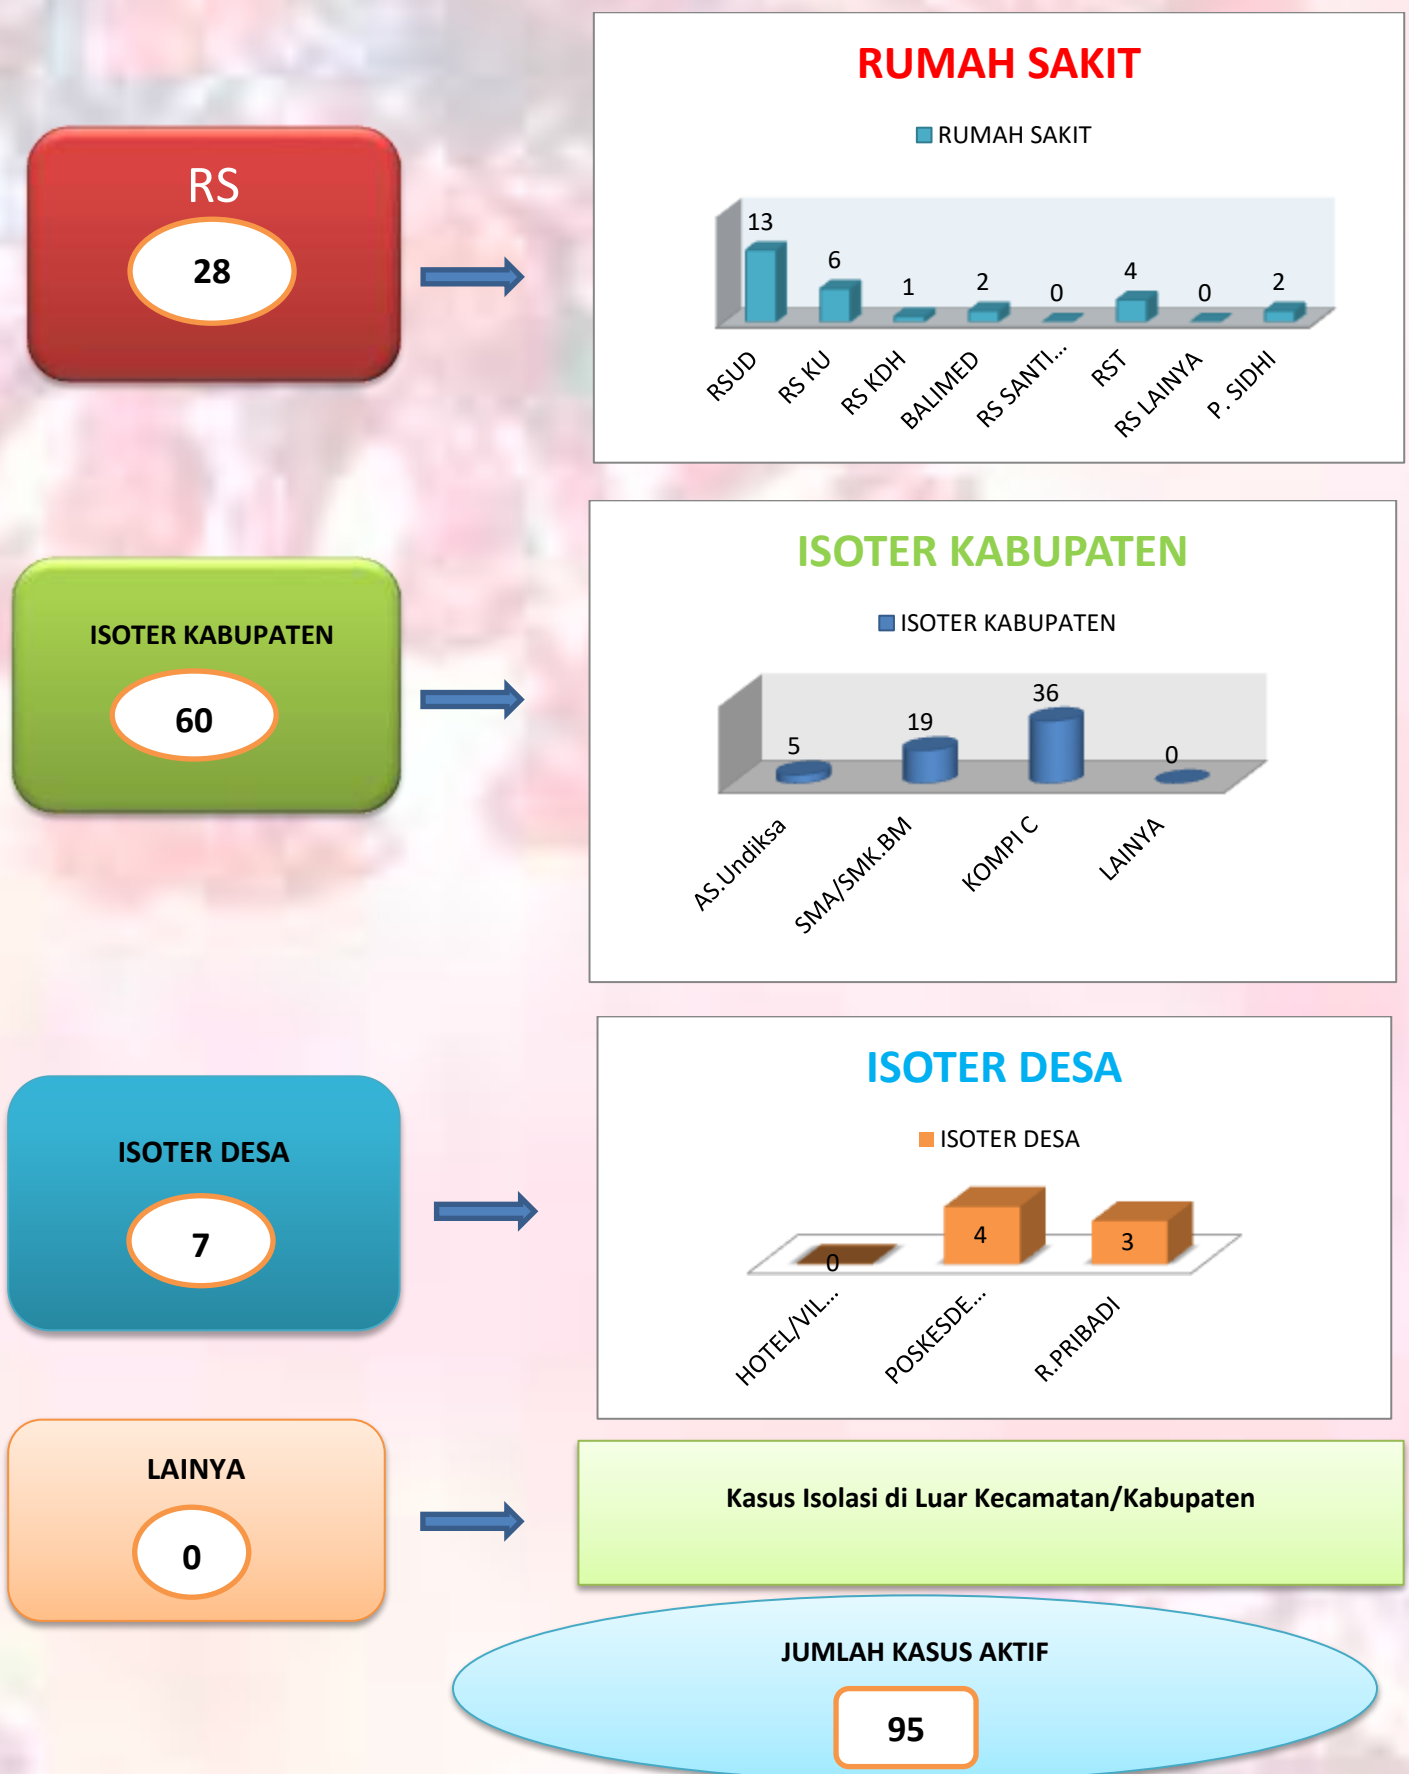 RS
28
RUMAH SAKIT
RUMAH SAKIT
13
6
1
2
0
4
0
2
RSUD
RS KU
RS KDH
BALIMED
RS SANTI...
RST
RS LAINYA
P. SIDHI
ISOTER KABUPATEN
60
ISOTER KABUPATEN
ISOTER KABUPATEN
5
19
36
0
AS.Undiksa
SMA/SMK.BM
KOMPI C
LAINYA
ISOTER DESA
7
ISOTER DESA
ISOTER DESA
0
4
3
HOTEL/VIL...
POSKESDE...
R.PRIBADI
LAINYA
0
Kasus Isolasi di Luar Kecamatan/Kabupaten
JUMLAH KASUS AKTIF
95